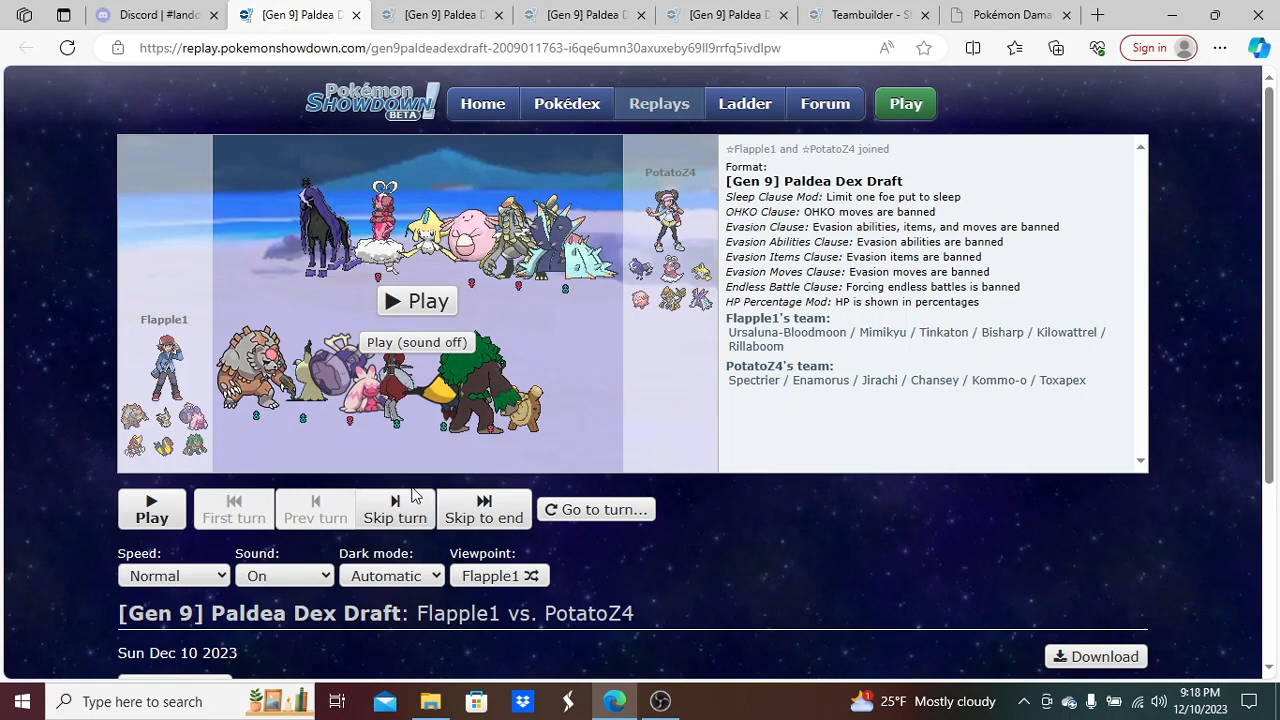 Discord | #landc
[Gen 9] Paldea D
[Gen 9] Paldea D
[Gen 9] Paldea D
[Gen 9] Paldea D
Teambuilder - Sh
Pokémon Dama
https://replay.pokemonshowdown.com/gen9paldeadexdraft-2009011763-i6qe6umn30axuxeby69ll9rrfq5ivdlpw
Sign in
Pokémon
SHOWDOWN!
BETA
Home
Pokédex
Replays
Ladder
Forum
Play
PotatoZ4
Flapple1
Play
Play (sound off)
☆Flapple1 and ☆PotatoZ4 joined
Format:
[Gen 9] Paldea Dex Draft
Sleep Clause Mod: Limit one foe put to sleep
OHKO Clause: OHKO moves are banned
Evasion Clause: Evasion abilities, items, and moves are banned
Evasion Abilities Clause: Evasion abilities are banned
Evasion Items Clause: Evasion items are banned
Evasion Moves Clause: Evasion moves are banned
Endless Battle Clause: Forcing endless battles is banned
HP Percentage Mod: HP is shown in percentages
Flapple1's team:
Ursaluna-Bloodmoon / Mimikyu / Tinkaton / Bisharp / Kilowattrel /
Rillaboom
PotatoZ4's team:
Spectrier / Enamorus / Jirachi / Chansey / Kommo-o / Toxapex
Play
First turn
Prev turn
Skip turn
Skip to end
Go to turn...
Speed:
Sound:
Dark mode:
Viewpoint:
Normal
On
Automatic
Flapple1
[Gen 9] Paldea Dex Draft: Flapple1 vs. PotatoZ4
Sun Dec 10 2023
Download
Type here to search
1
25°F Mostly cloudy
9:18 PM
12/10/2023